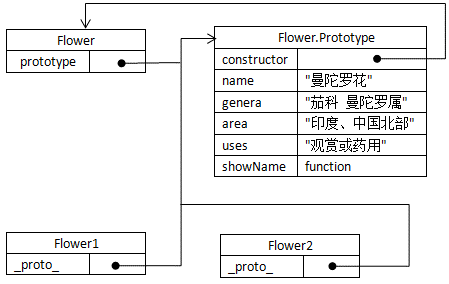 Flower
prototype
Flower.Prototype
constructor
name "曼陀罗花"
genera "茄科 曼陀罗属"
area "印度、中国北部"
uses "观赏或药用"
showName function
Flower1
_proto_
Flower2
_proto_